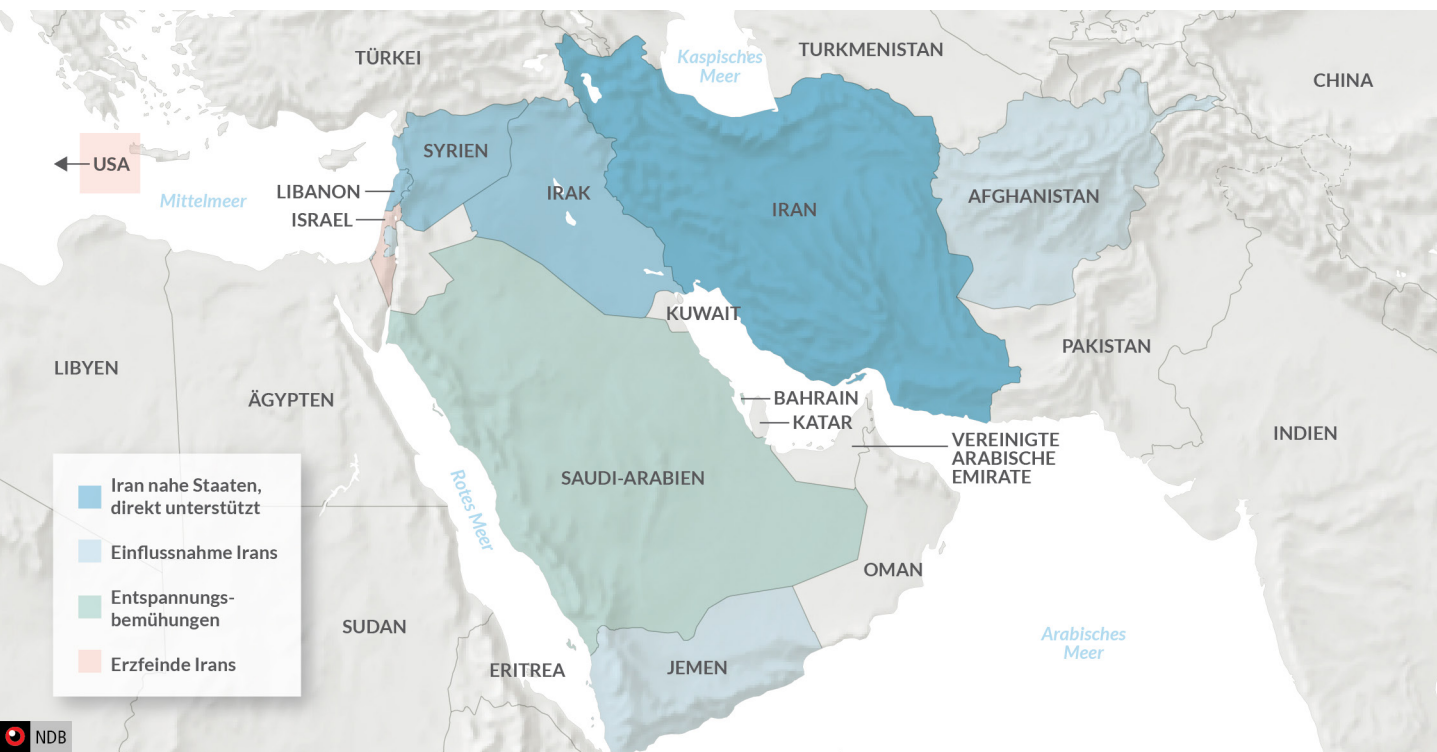 TÜRKEI
Kaspisches
Meer
TURKMENISTAN
CHINA
USA
SYRIEN
Mittelmeer
LIBANON
ISRAEL
IRAK
IRAN
AFGHANISTAN
KUWAIT
PAKISTAN
LIBYEN
ÄGYPTEN
BAHRAIN
KATAR
VEREINIGTE
ARABISCHE
EMIRATE
INDIEN
SAUDI-ARABIEN
Rotes Meer
OMAN
SUDAN
ERITREA
JEMEN
Arabisches
Meer
Iran nahe Staaten,
direkt unterstützt
Einflussnahme Irans
Entspannungs-
bemühungen
Erzfeinde Irans
NDB